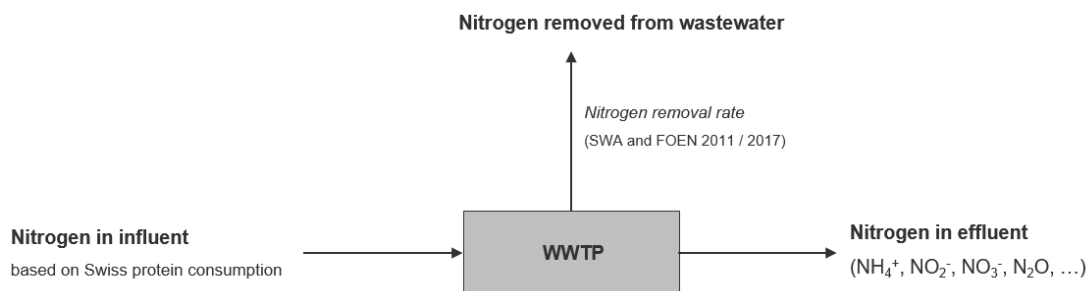 Nitrogen removed from wastewater
Nitrogen removal rate
(SWA and FOEN 2011 / 2017)
Nitrogen in influent
based on Swiss protein consumption
WWTP
Nitrogen in effluent
(NH₄⁺, NO₂⁻, NO₃⁻, N₂O, …)